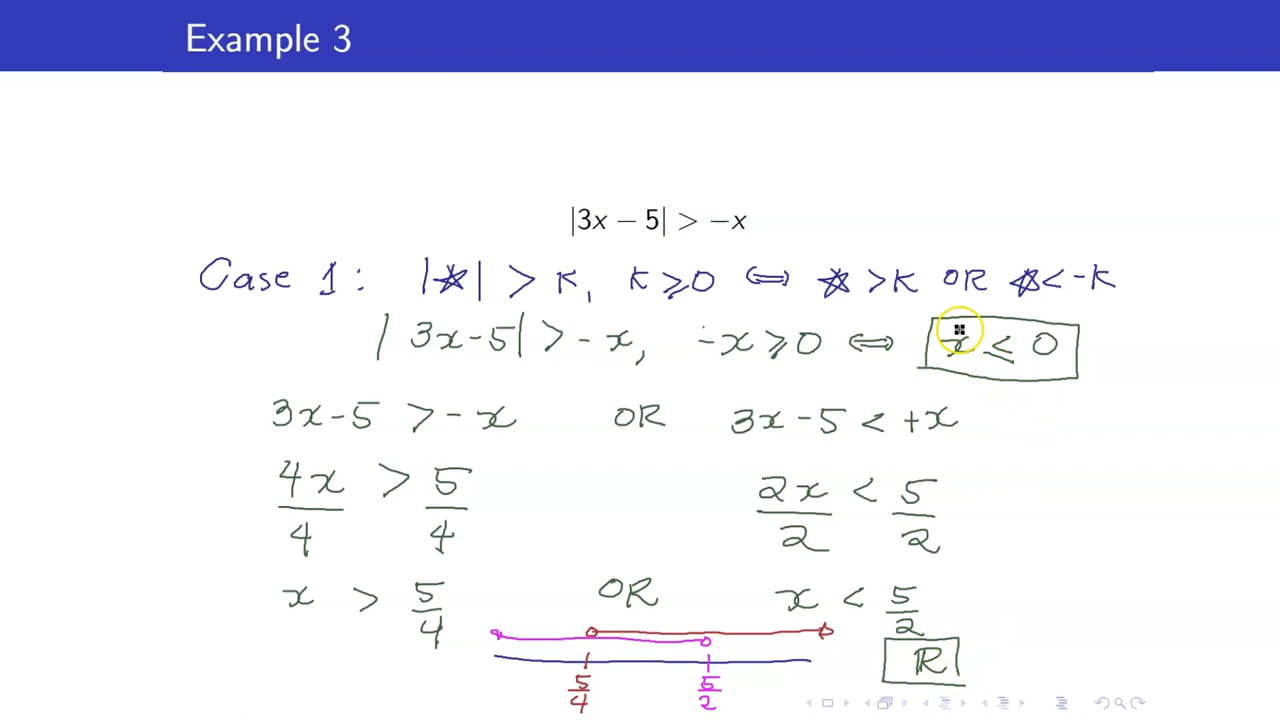 Example 3
|3x − 5| > −x
Case 1: |☆| > K, K ⩾ 0 ⟺ ☆ > K OR ☆ < -K
|3x-5| > -x, -x ⩾ 0 ⟺ x ≤ 0
3x-5 > -x OR 3x-5 < +x
4x/4 > 5/4 2x/2 < 5/2
x > 5/4 OR x < 5/2
ℝ
5/4 5/2